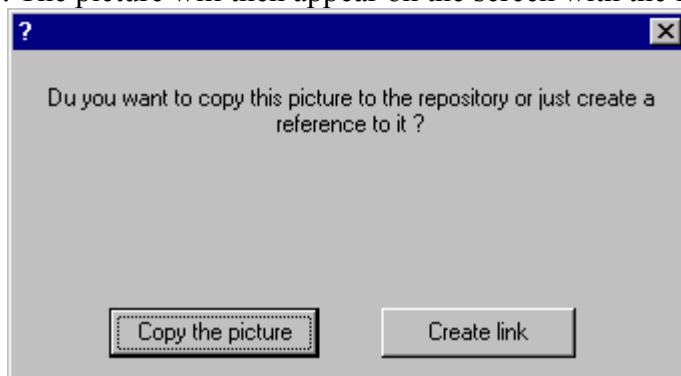 . The picture will then appear on the screen with the
?
Du you want to copy this picture to the repository or just create a
reference to it ?
Copy the picture
Create link